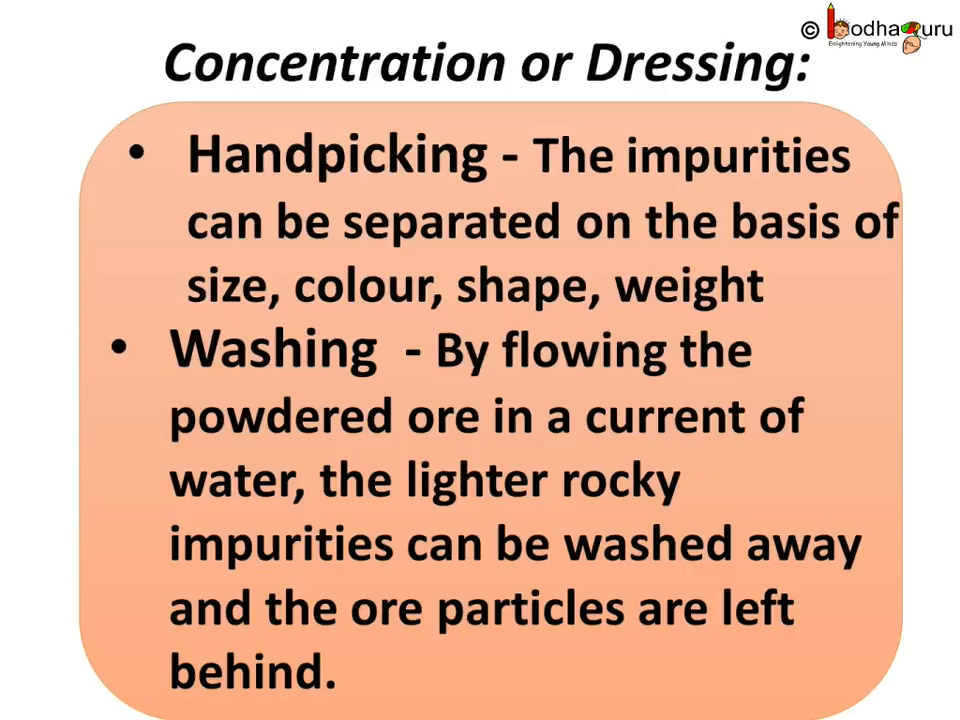 © bodhaguru
Enlightening Young Minds
Concentration or Dressing:
• Handpicking - The impurities
can be separated on the basis of
size, colour, shape, weight
• Washing - By flowing the
powdered ore in a current of
water, the lighter rocky
impurities can be washed away
and the ore particles are left
behind.